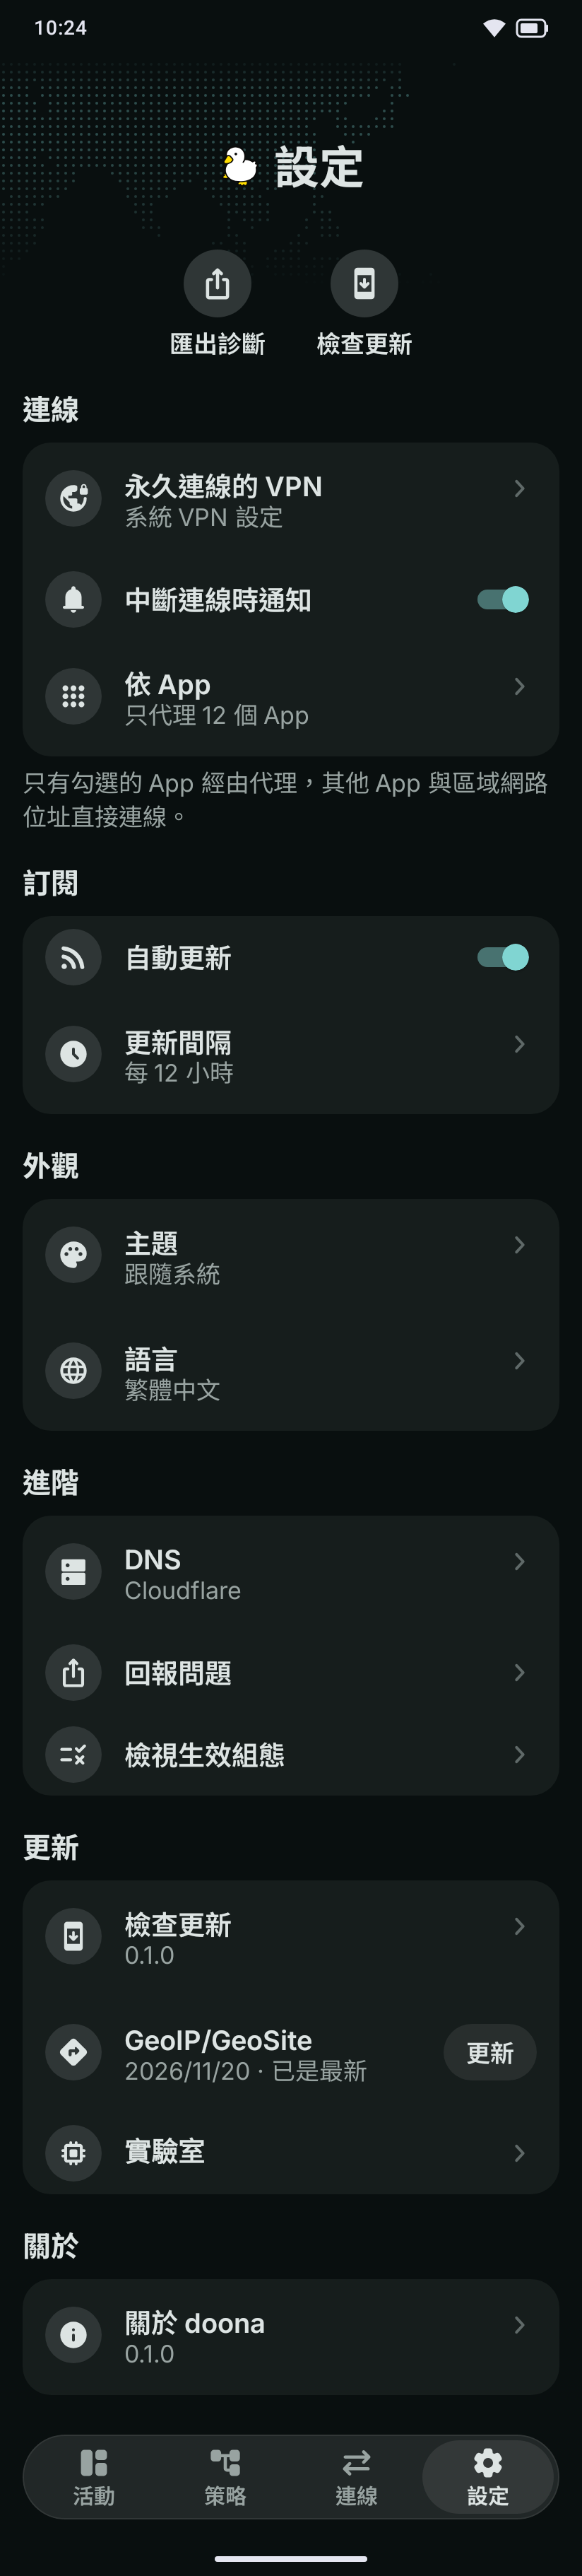 10:24
設定
匯出診斷
檢查更新
連線
永久連線的 VPN
系統 VPN 設定
中斷連線時通知
依 App
只代理 12 個 App
只有勾選的 App 經由代理，其他 App 與區域網路
位址直接連線。
訂閱
自動更新
更新間隔
每 12 小時
外觀
主題
跟隨系統
語言
繁體中文
進階
DNS
Cloudflare
回報問題
檢視生效組態
更新
檢查更新
0.1.0
GeoIP/GeoSite
2026/11/20 · 已是最新
更新
實驗室
關於
關於 doona
0.1.0
活動
策略
連線
設定